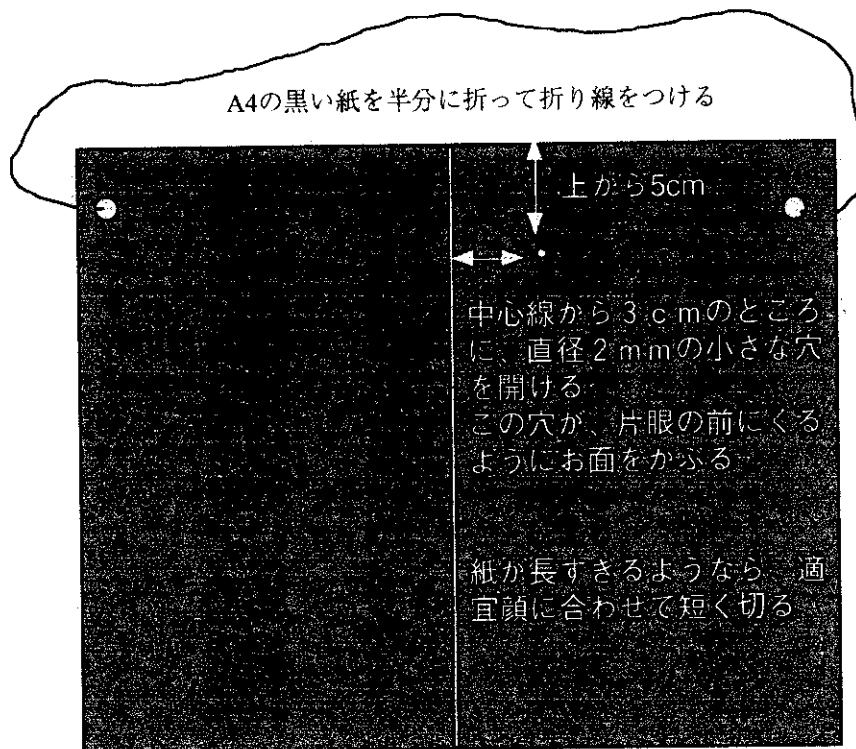 A4の黒い紙を半分に折って折り線をつける
上から5cm
中心線から3cmのところ
に、直径2mmの小さな穴
を開ける
この穴が、片眼の前にくる
ようにお面をかぶる
紙が長すぎるようなら 適
宜顔に合わせて短く切る